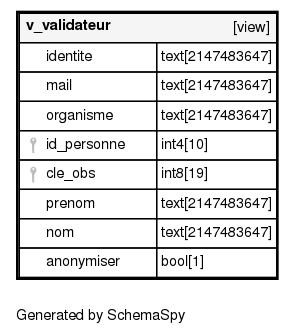 v_validateur [view]
identite text[2147483647]
mail text[2147483647]
organisme text[2147483647]
id_personne int4[10]
cle_obs int8[19]
prenom text[2147483647]
nom text[2147483647]
anonymiser bool[1]
Generated by SchemaSpy